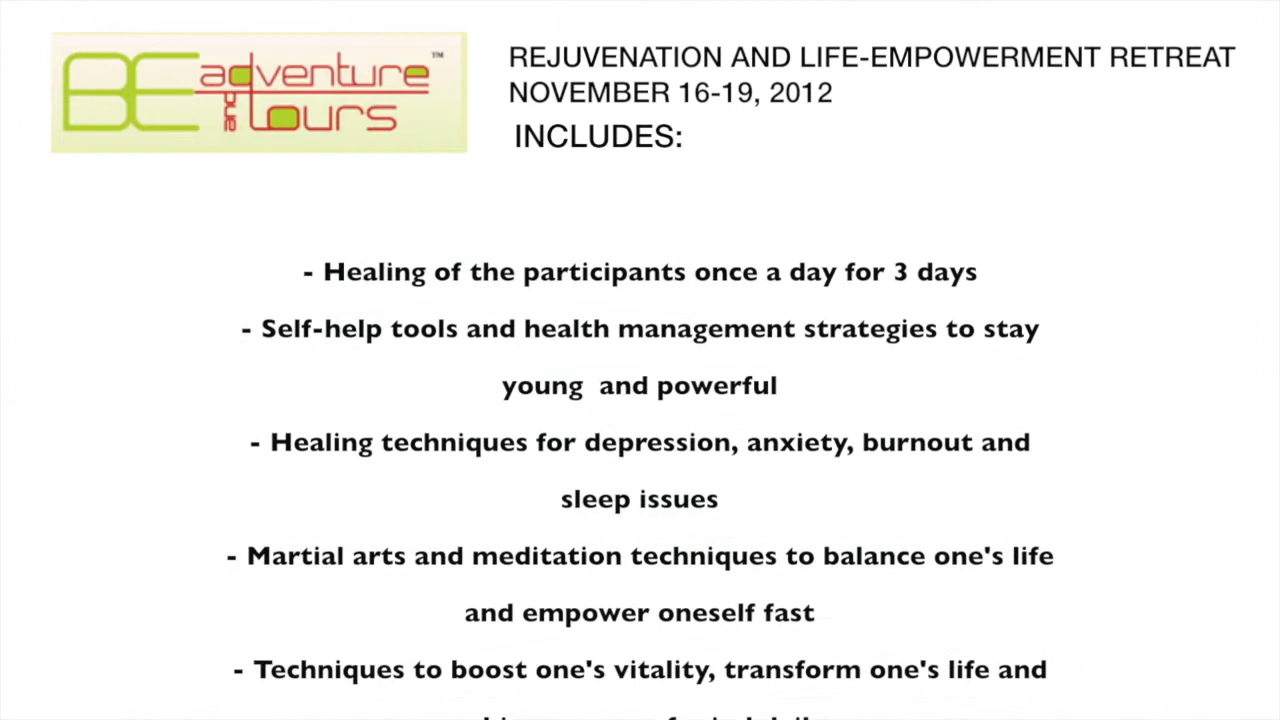 BE adventure and tours ™
REJUVENATION AND LIFE-EMPOWERMENT RETREAT
NOVEMBER 16-19, 2012
INCLUDES:
- Healing of the participants once a day for 3 days
- Self-help tools and health management strategies to stay
young and powerful
- Healing techniques for depression, anxiety, burnout and
sleep issues
- Martial arts and meditation techniques to balance one's life
and empower oneself fast
- Techniques to boost one's vitality, transform one's life and